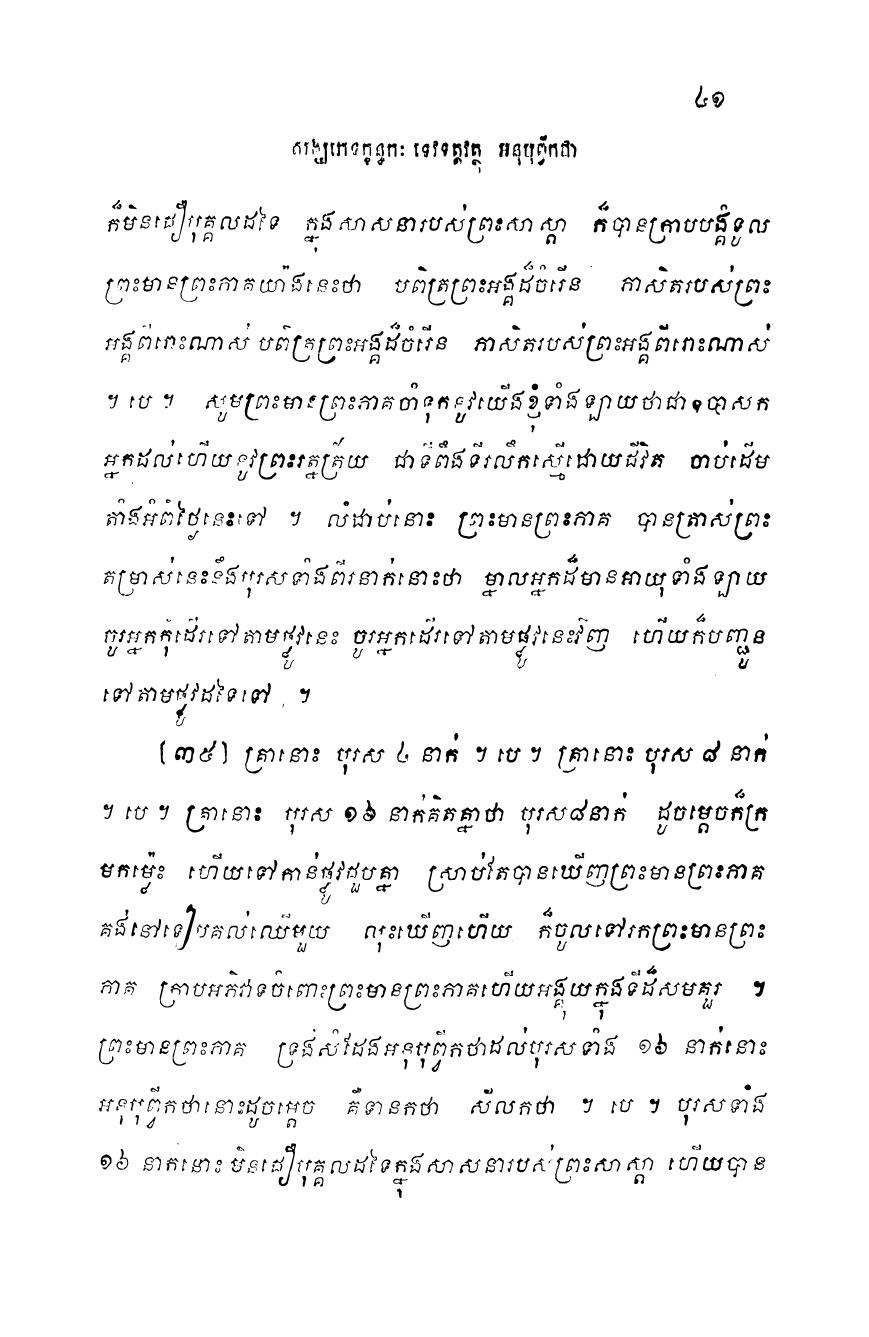 ៤១
សង្ឃភេទក្ខន្ធកៈ ទេវទត្តវត្ថុ អនុបុព្វីកថា
ក៏មិនជឿបុគ្គលដទៃ ក្នុងសាសនារបស់ព្រះសាស្តា ក៏បានក្រាបបង្គំទូល
ព្រះមានព្រះភាគយ៉ាងនេះថា បពិត្រព្រះអង្គដ៏ចំរើន ភាសិតរបស់ព្រះ
អង្គពីរោះណាស់ បពិត្រព្រះអង្គដ៏ចំរើន ភាសិតរបស់ព្រះអង្គពីរោះណាស់
។ បេ ។ សូមព្រះមានព្រះភាគចាំទុកនូវយើងខ្ញុំទាំងឡាយថាជាឧបាសក
អ្នកដល់ហើយនូវព្រះរត្នត្រ័យ ជាទីពឹងទីរលឹកស្មើដោយជីវិត ចាប់ដើម
តាំងអំពីថ្ងៃនេះទៅ ។ លំដាប់នោះ ព្រះមានព្រះភាគ បានត្រាស់ព្រះ
តម្រាស់នេះនឹងបុរសទាំងពីរនាក់នោះថា ម្នាលអ្នកដ៏មានអាយុទាំងឡាយ
ចូរអ្នកកុំដើរទៅតាមផ្លូវនេះ ចូរអ្នកដើរទៅតាមផ្លូវនេះវិញ ហើយក៏បញ្ជូន
ទៅតាមផ្លូវដទៃទៅ ។
(៣៥) គ្រានោះ បុរស ៤ នាក់ ។ បេ ។ គ្រានោះ បុរស ៨ នាក់
។ បេ ។ គ្រានោះ បុរស ១៦ នាក់គិតគ្នាថា បុរស៨នាក់ ដូចម្តេចក៏ក្រ
មកម៉្លេះ ហើយទៅកាន់ផ្លូវជួបគ្នា ស្រាប់តែបានឃើញព្រះមានព្រះភាគ
គង់នៅទៀបគល់ឈើមួយ លុះឃើញហើយ ក៏ចូលទៅរកព្រះមានព្រះ
ភាគ ក្រាបអភិវាទចំពោះព្រះមានព្រះភាគហើយអង្គុយក្នុងទីដ៏សមគួរ ។
ព្រះមានព្រះភាគ ទ្រង់សំដែងអនុបុព្វីកថាដល់បុរសទាំង ១៦ នាក់នោះ
អនុបុព្វីកថានោះដូចម្តេច គឺទានកថា សីលកថា ។ បេ ។ បុរសទាំង
១៦ នាក់នោះ មិនជឿបុគ្គលដទៃក្នុងសាសនារបស់ព្រះសាស្តា ហើយបាន